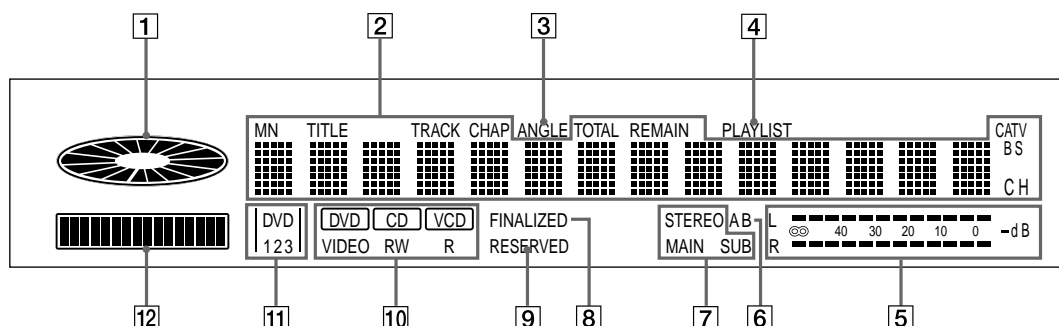 1 2 3 4
MN TITLE TRACK CHAP ANGLE TOTAL REMAIN PLAYLIST CATV
BS
CH
DVD DVD CD VCD FINALIZED STEREO AB L
123 VIDEO RW R RESERVED MAIN SUB R
∞ 40 30 20 10 0 -dB
12 11 10 9 8 7 6 5